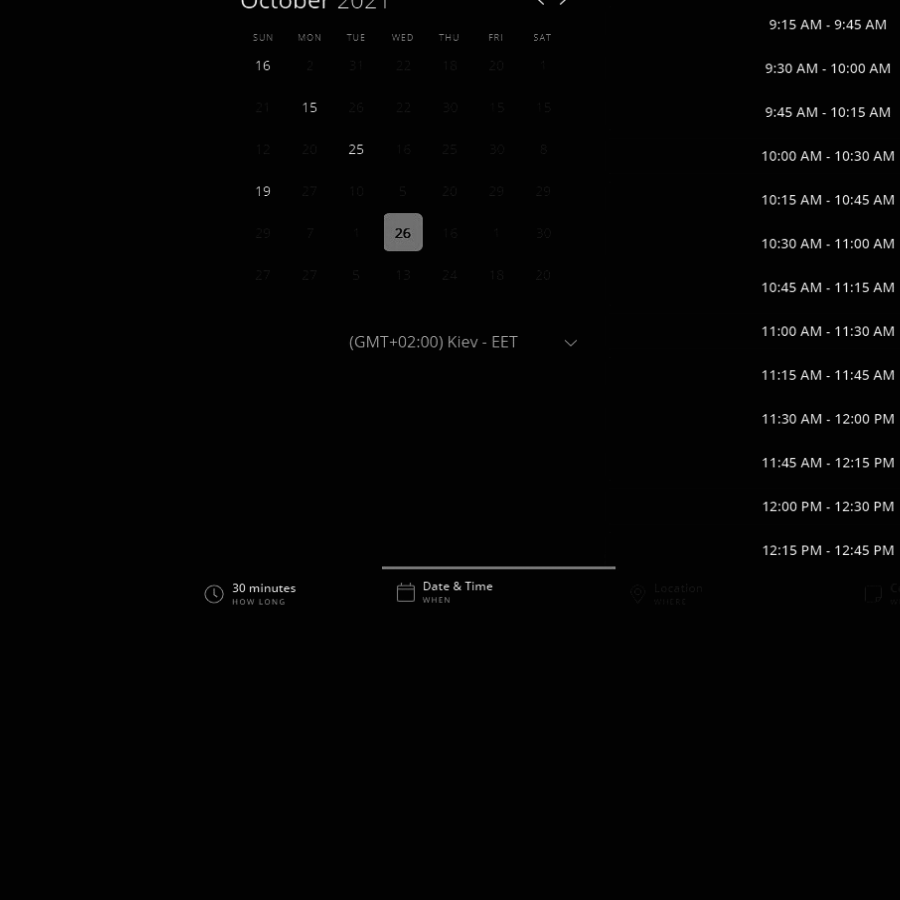 October 2021
SUN MON TUE WED THU FRI SAT
16 2 31 22 18 20 1
21 15 26 22 30 15 15
12 20 25 16 25 30 8
19 27 10 5 20 29 29
29 7 1 26 16 1 30
27 27 5 13 24 18 20
(GMT+02:00) Kiev - EET
9:15 AM - 9:45 AM
9:30 AM - 10:00 AM
9:45 AM - 10:15 AM
10:00 AM - 10:30 AM
10:15 AM - 10:45 AM
10:30 AM - 11:00 AM
10:45 AM - 11:15 AM
11:00 AM - 11:30 AM
11:15 AM - 11:45 AM
11:30 AM - 12:00 PM
11:45 AM - 12:15 PM
12:00 PM - 12:30 PM
12:15 PM - 12:45 PM
30 minutes
HOW LONG
Date & Time
WHEN
Location
WHERE